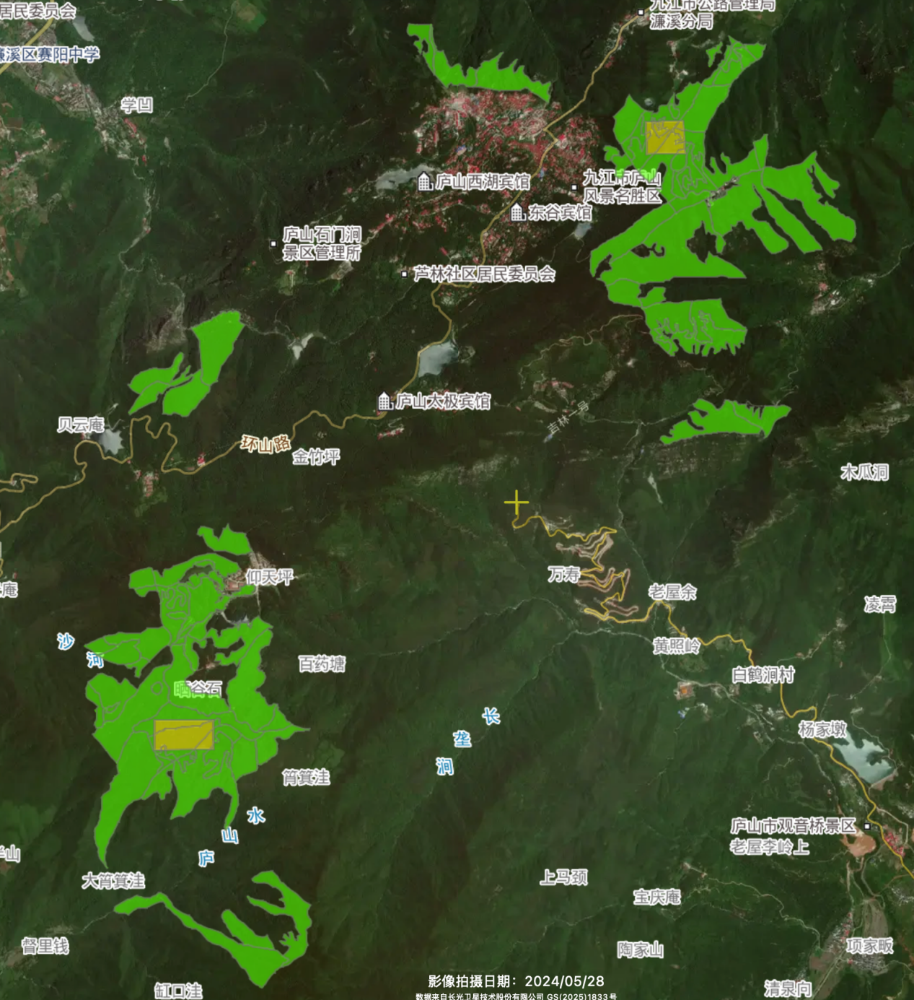 居民委员会
九江市公路管理局
濂溪分局
濂溪区赛阳中学
学凹
庐山西湖宾馆
九江市庐山
风景名胜区
东谷宾馆
庐山石门涧
景区管理所
芦林社区居民委员会
庐山太极宾馆
吉林一号
贝云庵
环山路
金竹坪
木瓜洞
仰天坪
万寿
庵
老屋余
凌霄
沙
河
黄照岭
百药塘
白鹤涧村
晒谷石
长
垄
涧
杨家墩
筲箕洼
水
山
庐
庐山市观音桥景区
老屋李岭上
半山
大筲箕洼
上马颈
宝庆庵
督里钱
陶家山
项家畈
影像拍摄日期：2024/05/28
缸口洼
清泉向
数据来自长光卫星技术股份有限公司 GS(2025)1833号